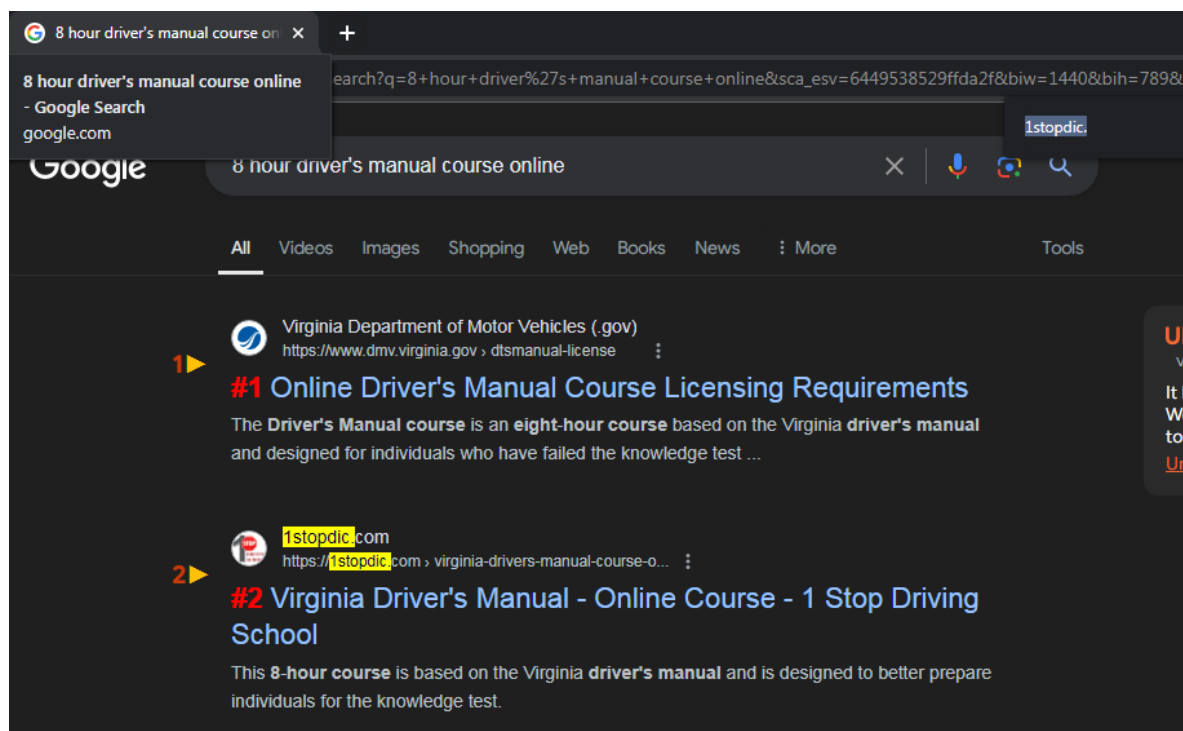 8 hour driver's manual course on
8 hour driver's manual course online
- Google Search
google.com
earch?q=8+hour+driver%27s+manual+course+online&sca_esv=6449538529ffda2f&biw=1440&bih=789&
1stopdic.
Google
8 hour driver's manual course online
All Videos Images Shopping Web Books News More Tools
Virginia Department of Motor Vehicles (.gov)
https://www.dmv.virginia.gov › dtsmanual-license
1
#1 Online Driver's Manual Course Licensing Requirements
The Driver's Manual course is an eight-hour course based on the Virginia driver's manual
and designed for individuals who have failed the knowledge test ...
It
to
1stopdic.com
https://1stopdic.com › virginia-drivers-manual-course-o...
2
#2 Virginia Driver's Manual - Online Course - 1 Stop Driving
School
This 8-hour course is based on the Virginia driver's manual and is designed to better prepare
individuals for the knowledge test.